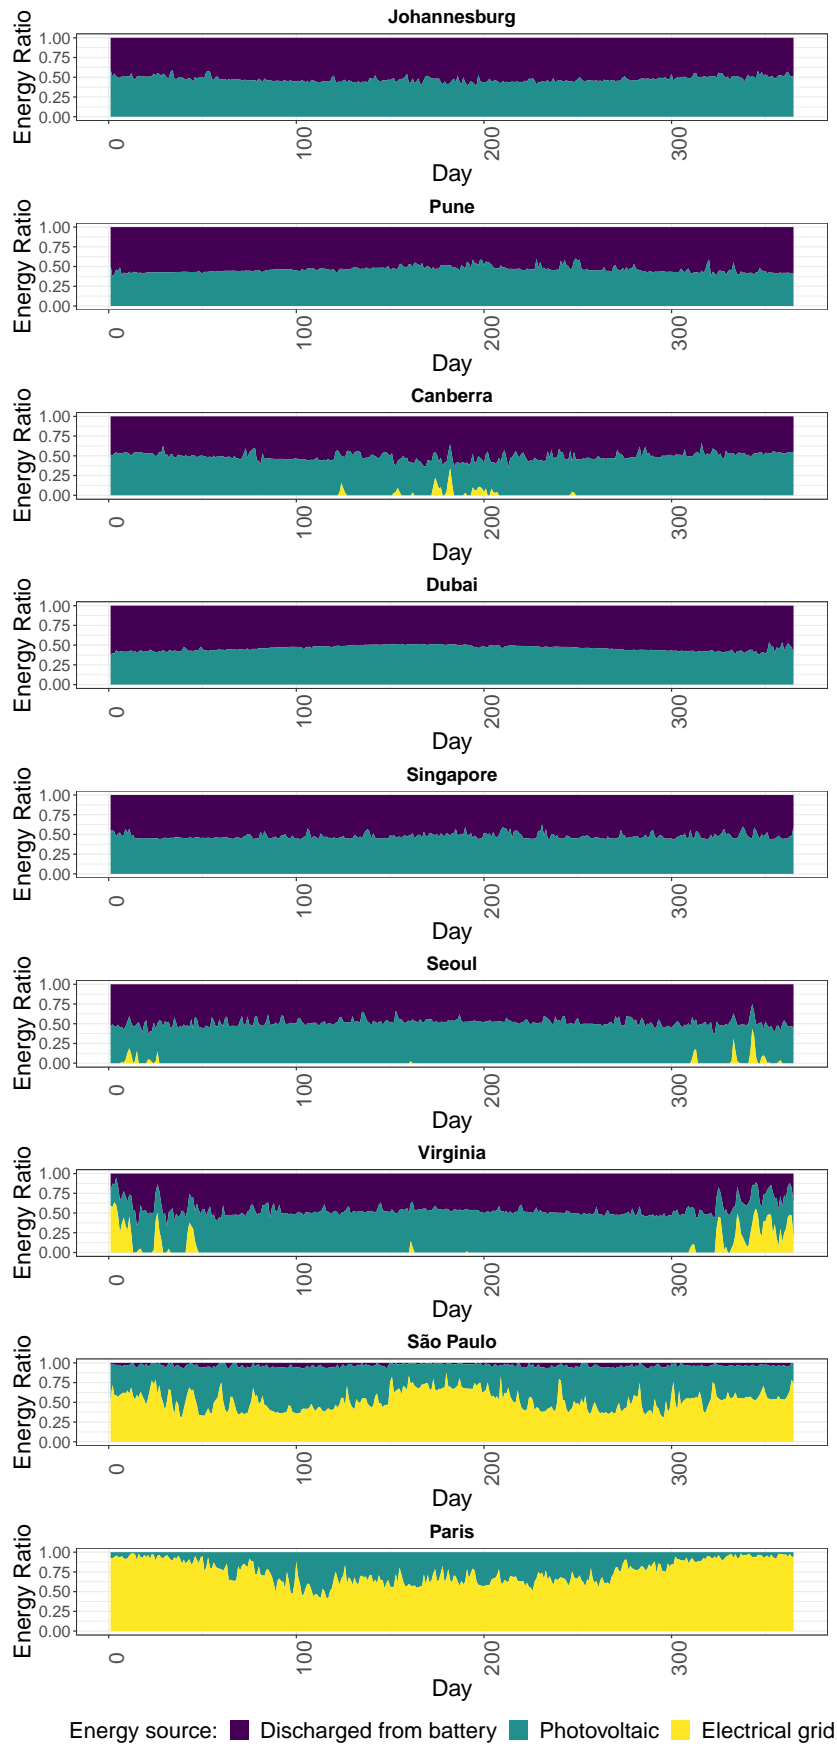 Johannesburg
Energy Ratio
1.00
0.75
0.50
0.25
0.00
0
100
200
300
Day
Pune
Energy Ratio
1.00
0.75
0.50
0.25
0.00
0
100
200
300
Day
Canberra
Energy Ratio
1.00
0.75
0.50
0.25
0.00
0
100
200
300
Day
Dubai
Energy Ratio
1.00
0.75
0.50
0.25
0.00
0
100
200
300
Day
Singapore
Energy Ratio
1.00
0.75
0.50
0.25
0.00
0
100
200
300
Day
Seoul
Energy Ratio
1.00
0.75
0.50
0.25
0.00
0
100
200
300
Day
Virginia
Energy Ratio
1.00
0.75
0.50
0.25
0.00
0
100
200
300
Day
São Paulo
Energy Ratio
1.00
0.75
0.50
0.25
0.00
0
100
200
300
Day
Paris
Energy Ratio
1.00
0.75
0.50
0.25
0.00
0
100
200
300
Day
Energy source: Discharged from battery Photovoltaic Electrical grid